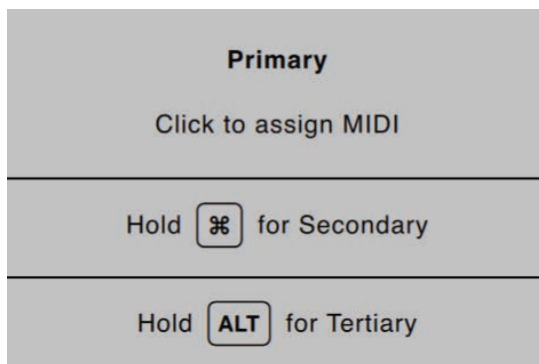 Primary
Click to assign MIDI
Hold ⌘ for Secondary
Hold ALT for Tertiary